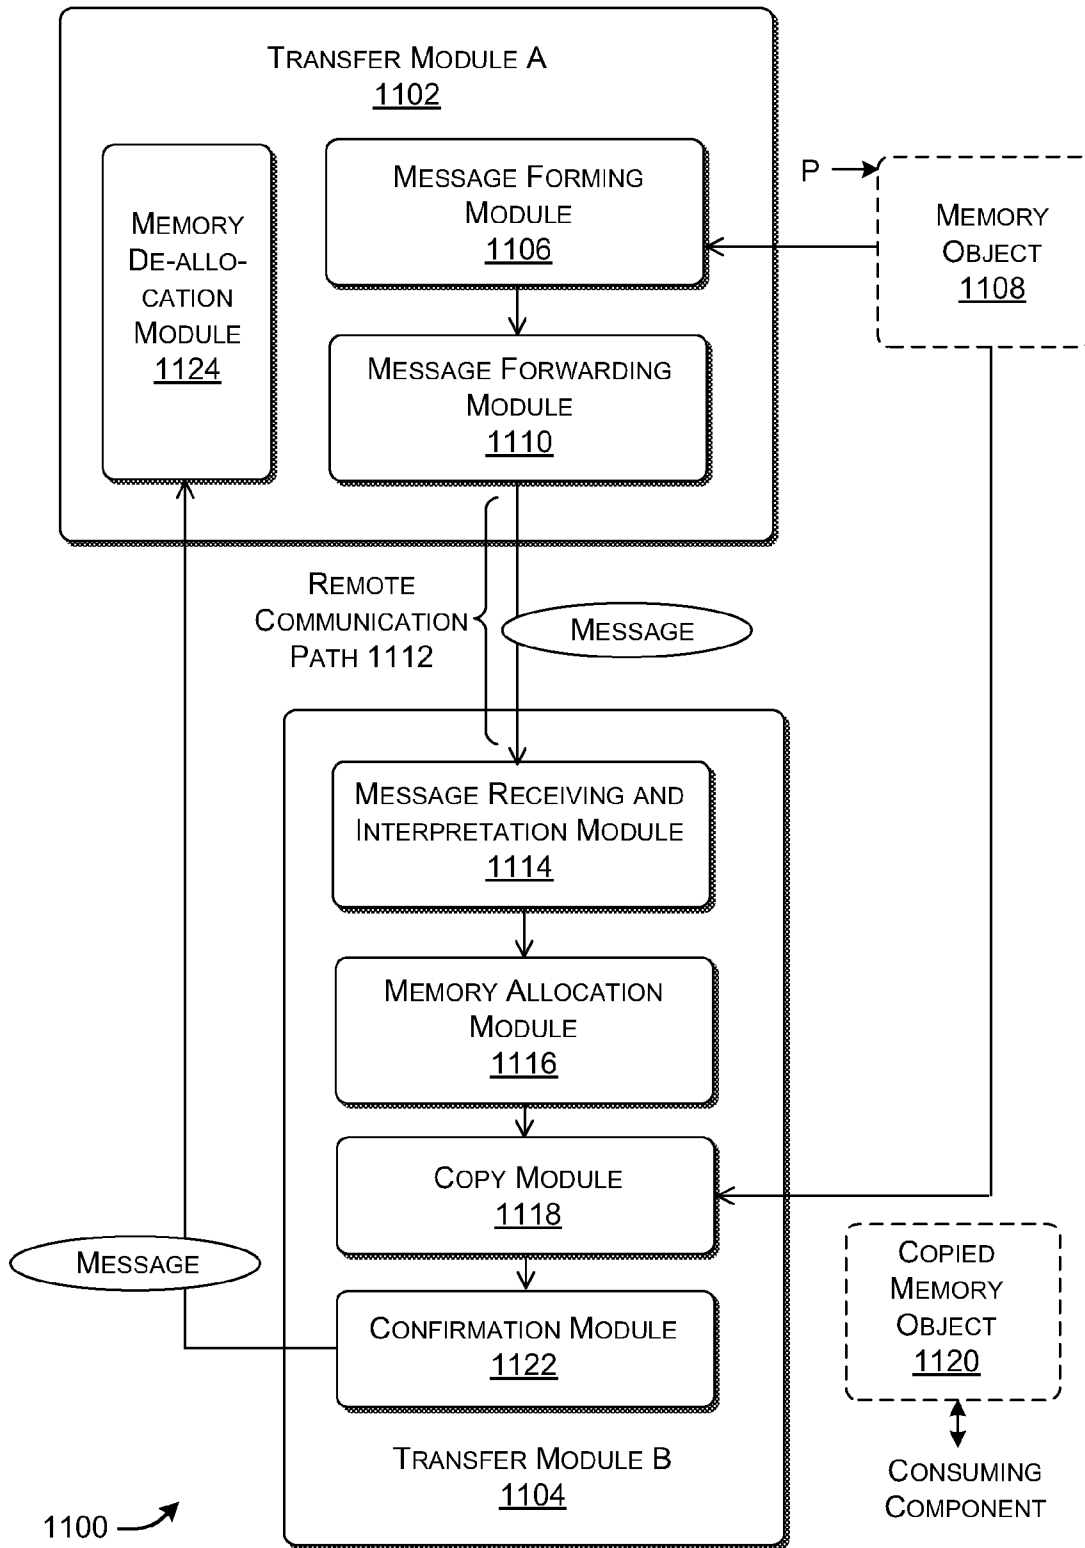 TRANSFER MODULE A
1102
MEMORY
DE-ALLO-
CATION
MODULE
1124
MESSAGE FORMING
MODULE
1106
MESSAGE FORWARDING
MODULE
1110
P
MEMORY
OBJECT
1108
REMOTE
COMMUNICATION
PATH 1112
MESSAGE
MESSAGE RECEIVING AND
INTERPRETATION MODULE
1114
MEMORY ALLOCATION
MODULE
1116
COPY MODULE
1118
MESSAGE
CONFIRMATION MODULE
1122
TRANSFER MODULE B
1104
COPIED
MEMORY
OBJECT
1120
CONSUMING
COMPONENT
1100